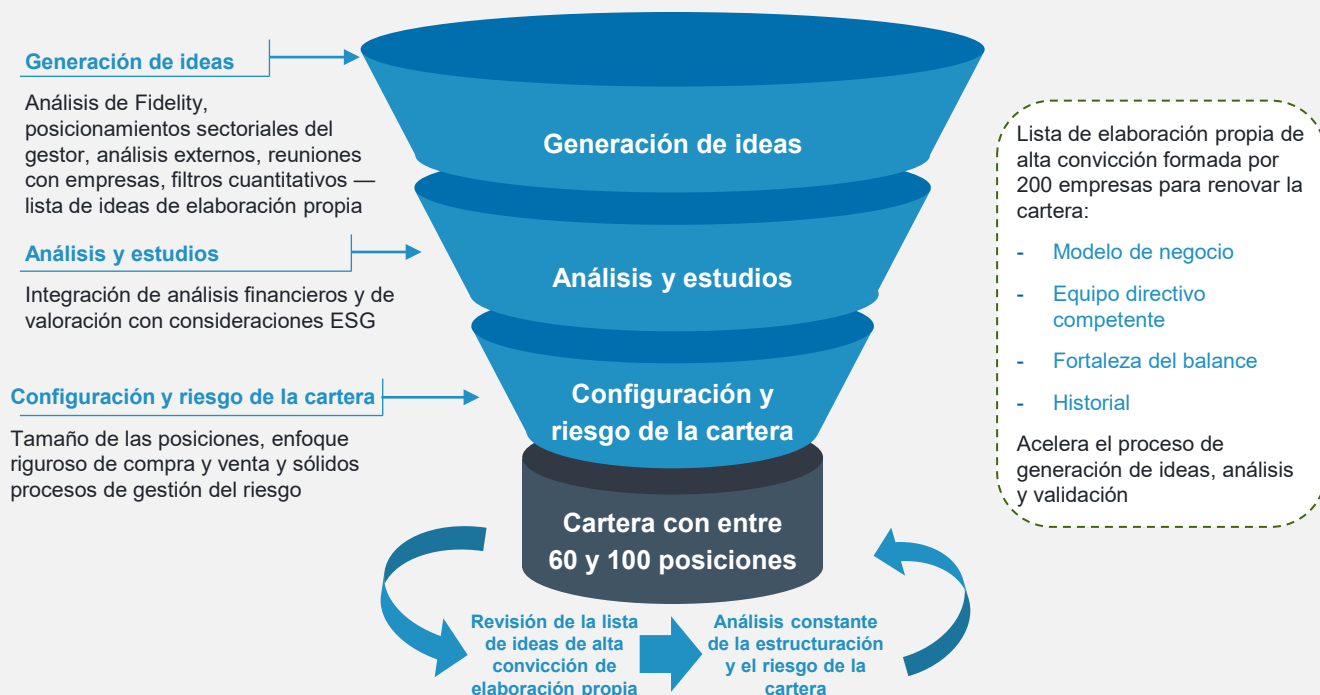 Generación de ideas
Análisis de Fidelity,
posicionamientos sectoriales del
gestor, análisis externos, reuniones
con empresas, filtros cuantitativos —
lista de ideas de elaboración propia
Análisis y estudios
Integración de análisis financieros y de
valoración con consideraciones ESG
Configuración y riesgo de la cartera
Tamaño de las posiciones, enfoque
riguroso de compra y venta y sólidos
procesos de gestión del riesgo
Generación de ideas
Análisis y estudios
Configuración y
riesgo de la cartera
Cartera con entre
60 y 100 posiciones
Revisión de la lista
de ideas de alta
convicción de
elaboración propia
Análisis constante
de la estructuración
y el riesgo de la
cartera
Lista de elaboración propia de
alta convicción formada por
200 empresas para renovar la
cartera:
- Modelo de negocio
- Equipo directivo
competente
- Fortaleza del balance
- Historial
Acelera el proceso de
generación de ideas, análisis
y validación